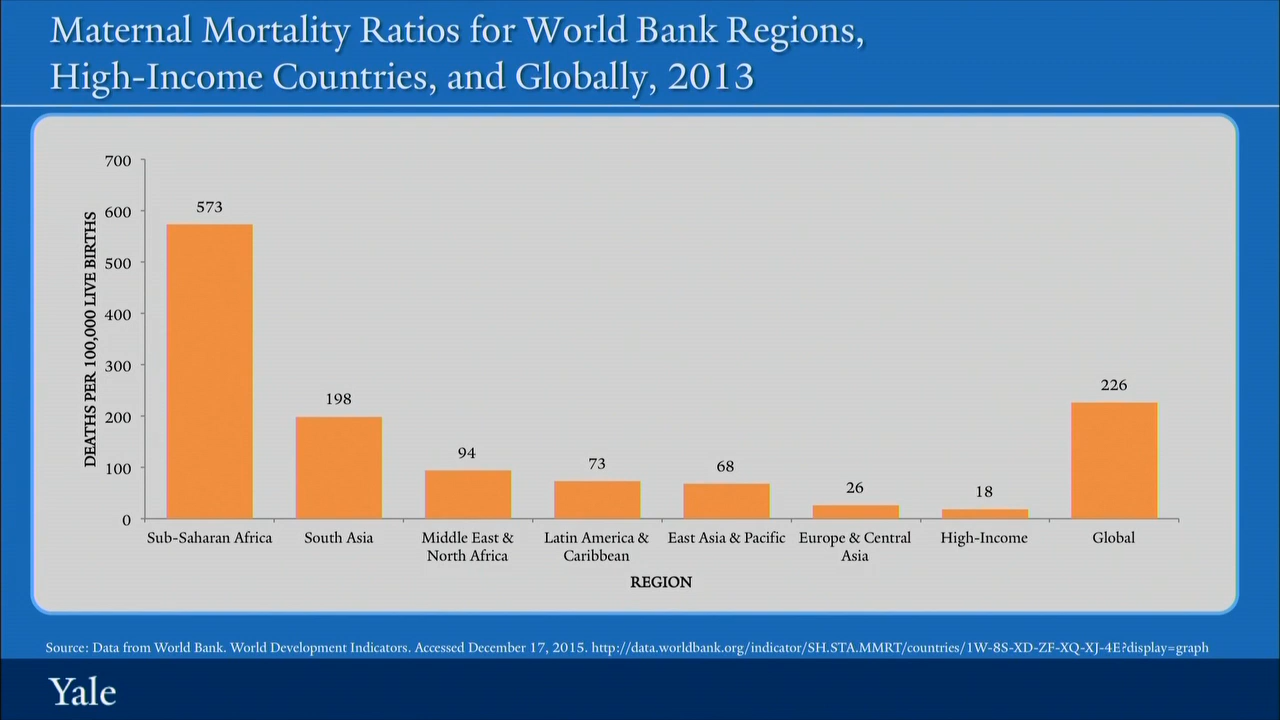 Maternal Mortality Ratios for World Bank Regions,
High-Income Countries, and Globally, 2013
DEATHS PER 100,000 LIVE BIRTHS
700
600
500
400
300
200
100
0
573
198
94
73
68
26
18
226
Sub-Saharan Africa
South Asia
Middle East &
North Africa
Latin America &
Caribbean
East Asia & Pacific
Europe & Central
Asia
High-Income
Global
REGION
Source: Data from World Bank. World Development Indicators. Accessed December 17, 2015. http://data.worldbank.org/indicator/SH.STA.MMRT/countries/1W-8S-XD-ZF-XQ-XJ-4E?display=graph
Yale